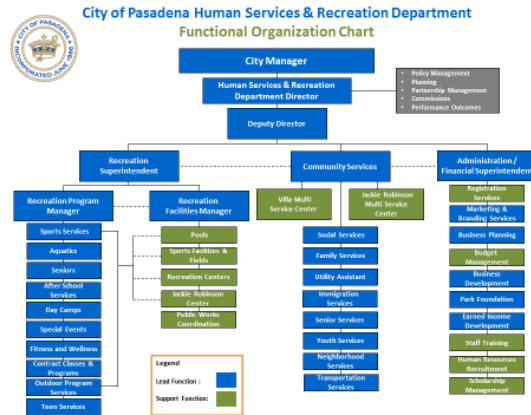 City of Pasadena Human Services & Recreation Department
Functional Organization Chart
CITY OF PASADENA
INCORPORATED JUNE 1886
City Manager
Human Services & Recreation
Department Director
• Policy Management
• Planning
• Partnership Management
• Commissions
• Performance Outcomes
Deputy Director
Recreation
Superintendent
Community Services
Administration /
Financial Superintendent
Recreation Program
Manager
Recreation
Facilities Manager
Villa Multi
Service Center
Jackie Robinson
Multi Service
Center
Sports Services
Aquatics
Seniors
After School
Services
Day Camps
Special Events
Fitness and Wellness
Contract Classes &
Programs
Outdoor Program
Services
Teen Services
Pools
Sports Facilities &
Fields
Recreation Centers
Jackie Robinson
Center
Public Works
Coordination
Social Services
Family Services
Utility Assistant
Immigration
Services
Senior Services
Youth Services
Neighborhood
Services
Transportation
Services
Registration
Services
Marketing &
Branding Services
Business Planning
Budget
Management
Business
Development
Park Foundation
Earned Income
Development
Staff Training
Human Resources
Recruitment
Scholarship
Management
Legend
Lead Function :
Support Function: